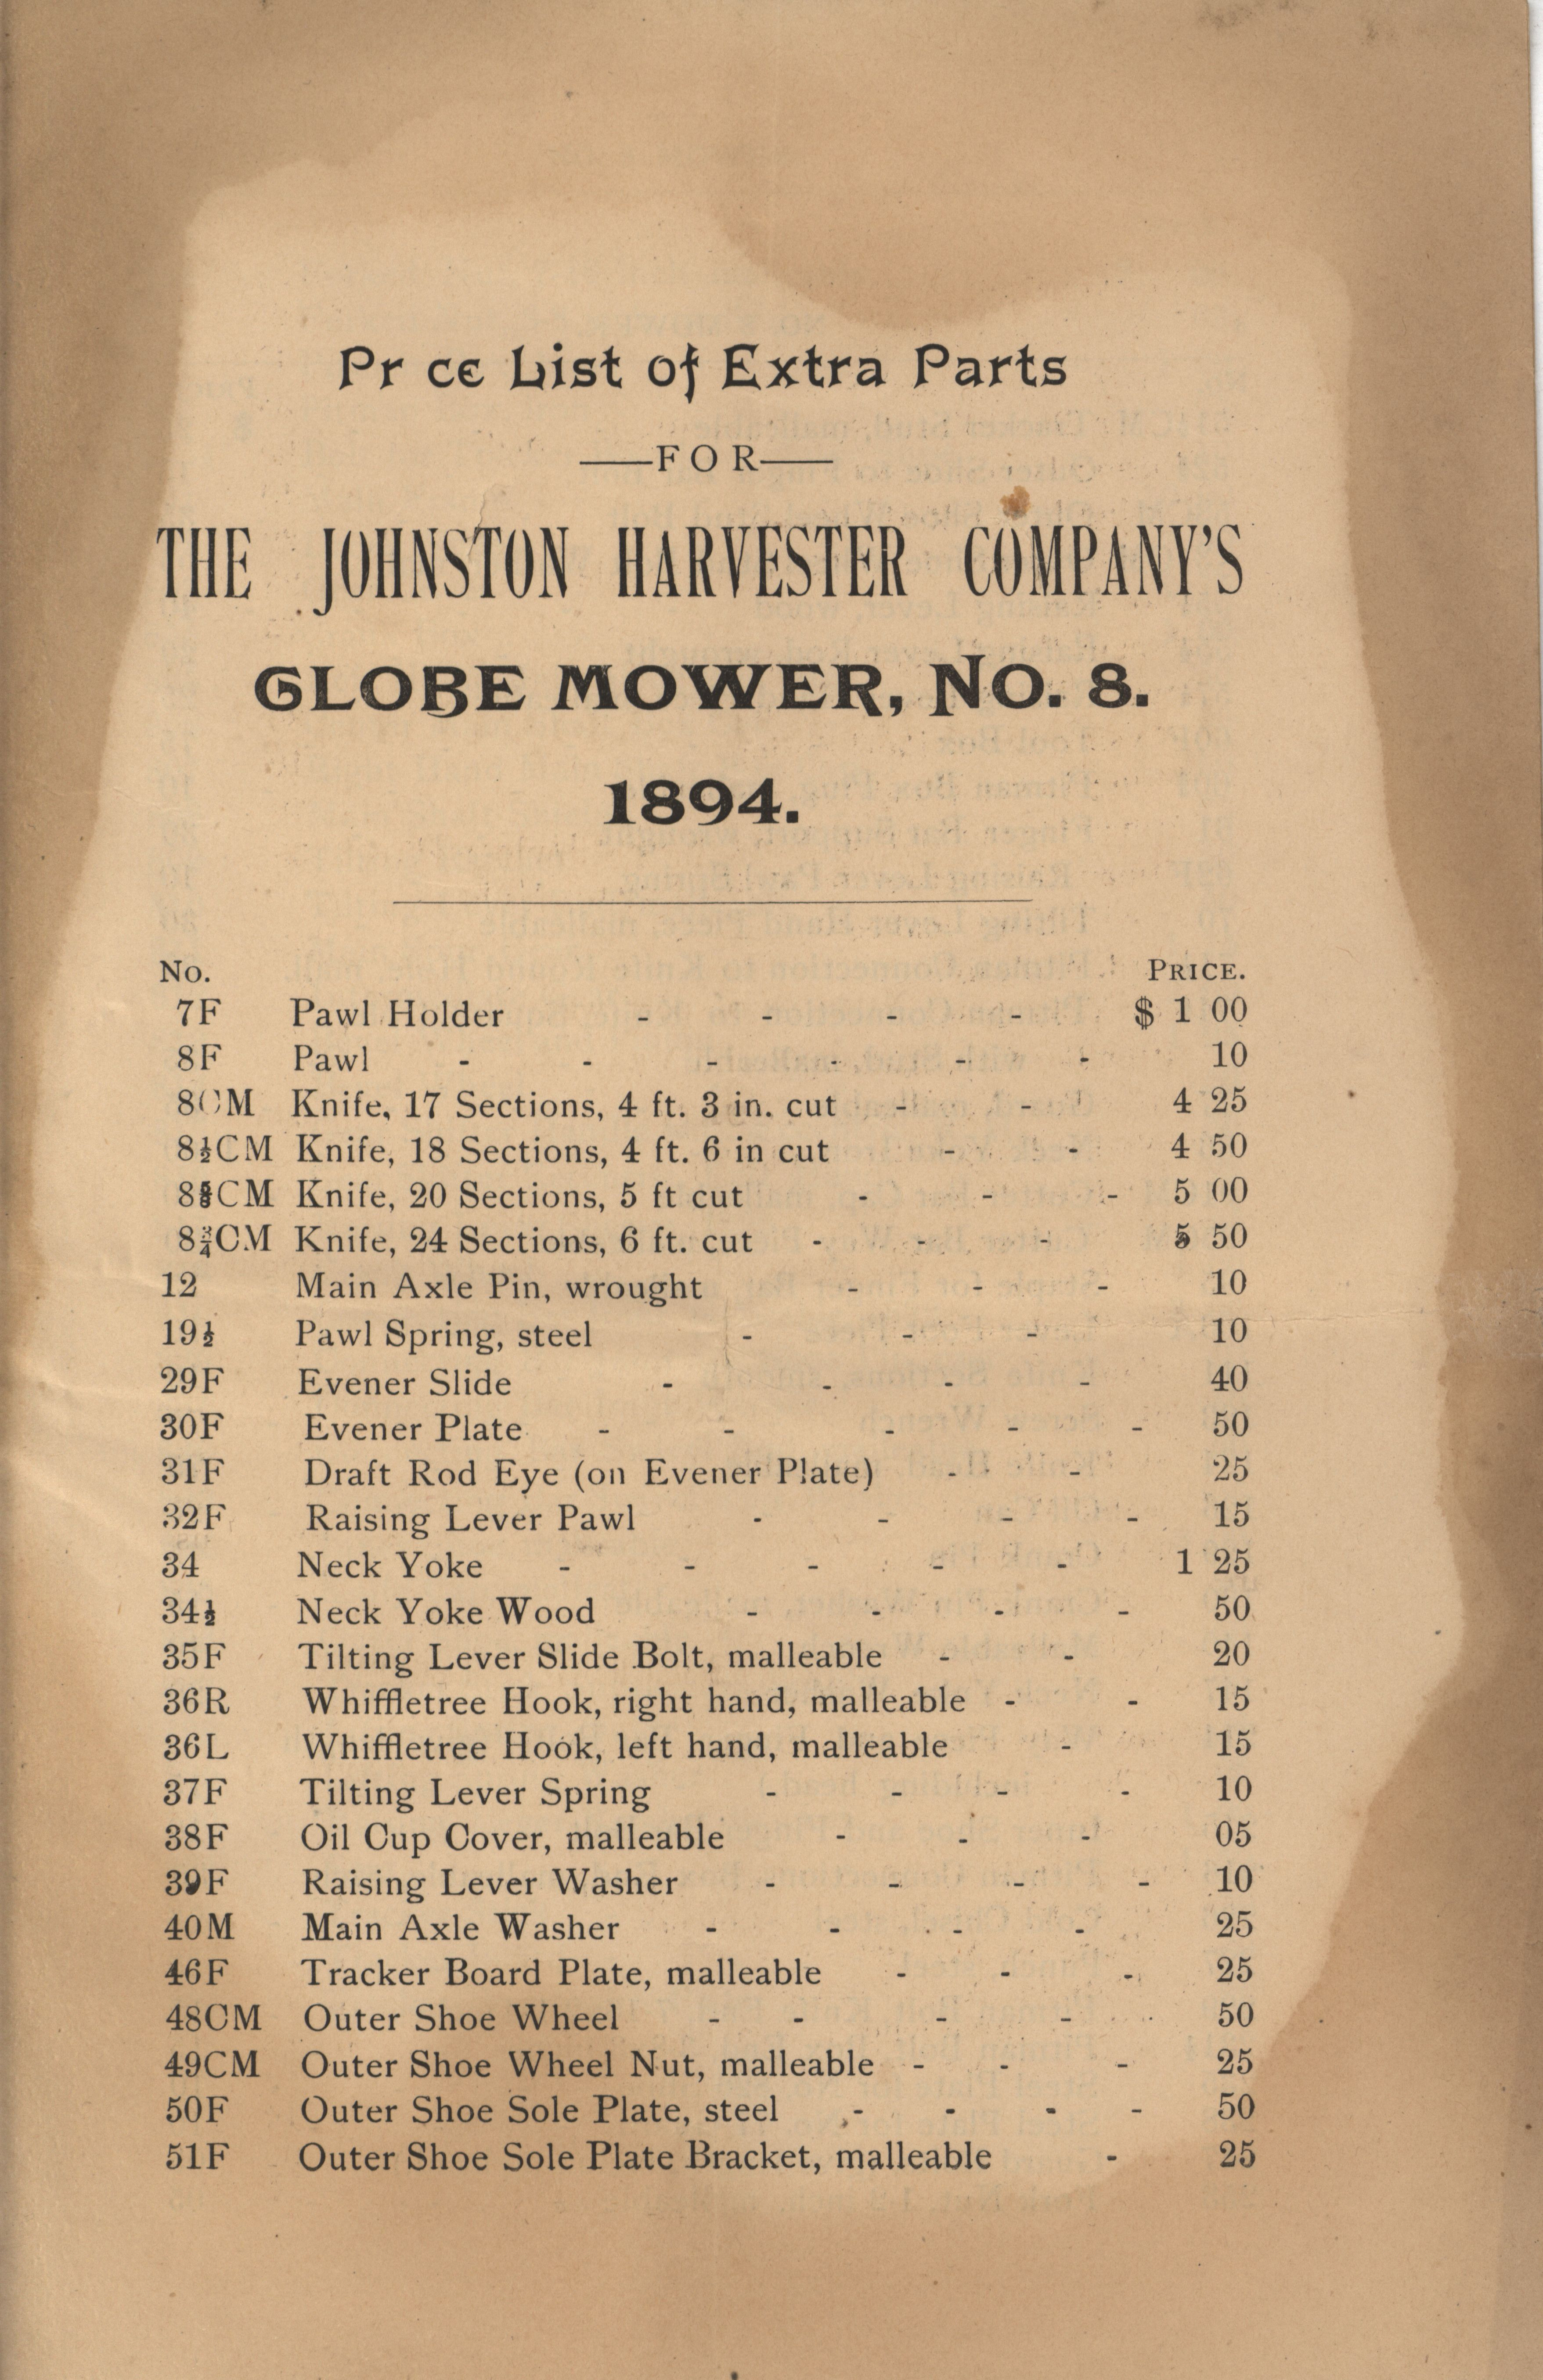 Pr ce List of Extra Parts
—FOR—
THE JOHNSTON HARVESTER COMPANY'S
GLOBE MOWER, NO. 8.
1894.
No. PRICE.
7F Pawl Holder - - - - $ 1 00
8F Pawl - - - - - - 10
8CM Knife, 17 Sections, 4 ft. 3 in. cut - - 4 25
8½CM Knife, 18 Sections, 4 ft. 6 in cut - - 4 50
8⅝CM Knife, 20 Sections, 5 ft cut - - - 5 00
8¾CM Knife, 24 Sections, 6 ft. cut - - - 5 50
12 Main Axle Pin, wrought - - - 10
19½ Pawl Spring, steel - - - 10
29F Evener Slide - - - - 40
30F Evener Plate - - - - - 50
31F Draft Rod Eye (on Evener Plate) - - 25
32F Raising Lever Pawl - - - - 15
34 Neck Yoke - - - - - 1 25
34½ Neck Yoke Wood - - - - 50
35F Tilting Lever Slide Bolt, malleable - - 20
36R Whiffletree Hook, right hand, malleable - - 15
36L Whiffletree Hook, left hand, malleable - 15
37F Tilting Lever Spring - - - - 10
38F Oil Cup Cover, malleable - - - 05
39F Raising Lever Washer - - - - 10
40M Main Axle Washer - - - - 25
46F Tracker Board Plate, malleable - - - 25
48CM Outer Shoe Wheel - - - - 50
49CM Outer Shoe Wheel Nut, malleable - - - 25
50F Outer Shoe Sole Plate, steel - - - - 50
51F Outer Shoe Sole Plate Bracket, malleable - 25